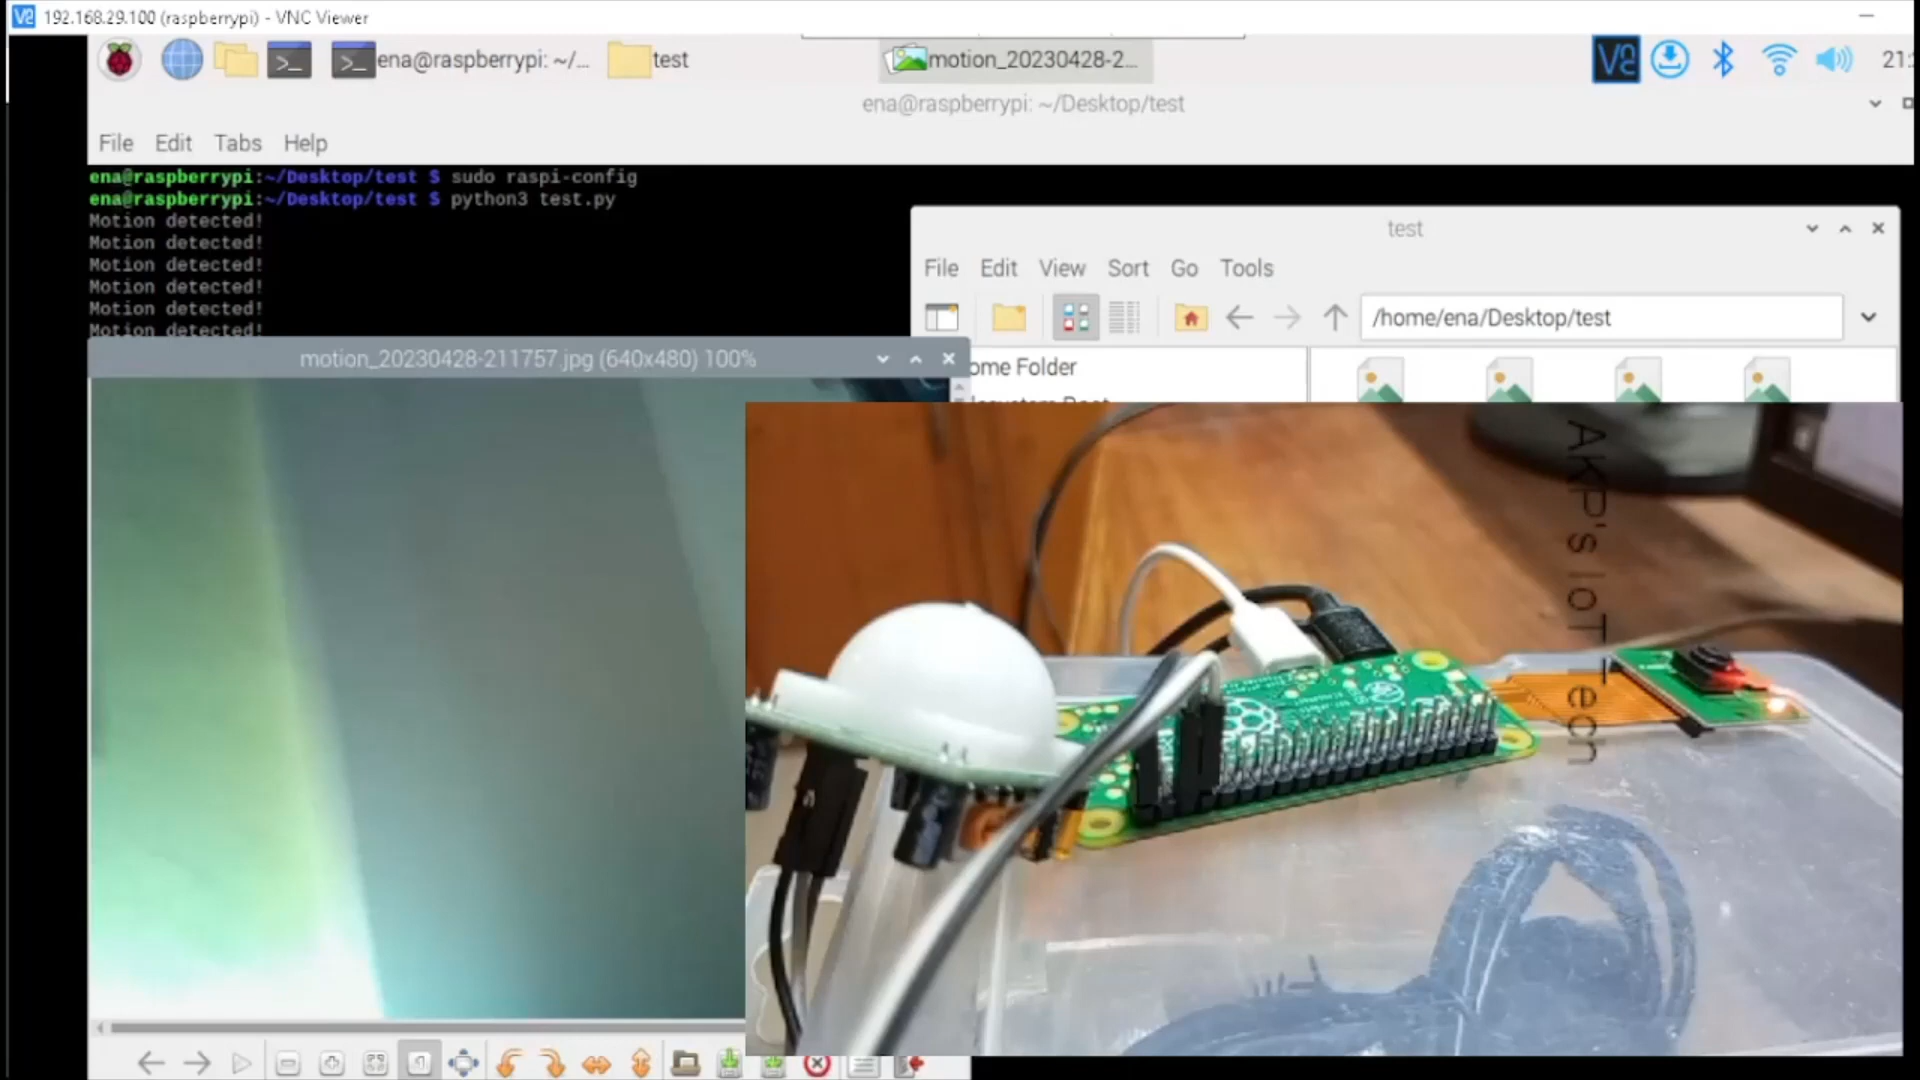 192.168.29.100 (raspberrypi) - VNC Viewer
ena@raspberrypi: ~/...
test
motion_20230428-2...
21:
ena@raspberrypi: ~/Desktop/test
File Edit Tabs Help
ena@raspberrypi:~/Desktop/test $ sudo raspi-config
ena@raspberrypi:~/Desktop/test $ python3 test.py
Motion detected!
Motion detected!
Motion detected!
Motion detected!
Motion detected!
Motion detected!
test
File Edit View Sort Go Tools
/home/ena/Desktop/test
ome Folder
motion_20230428-211757.jpg (640x480) 100%
AKP's IoT Tech